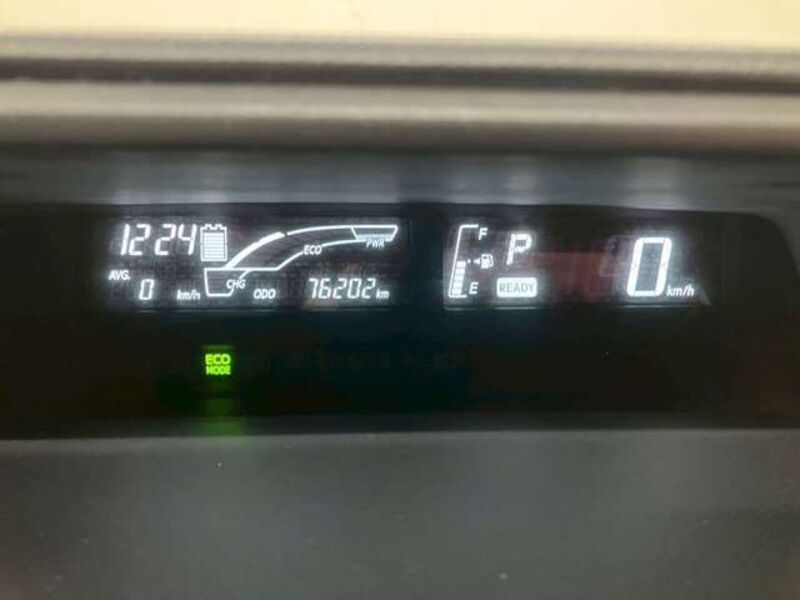 12:24
AVG.
0 km/h
CHG
ECO
PWR
ODO 76202 km
F
E
P
READY
0 km/h
ECO
MODE